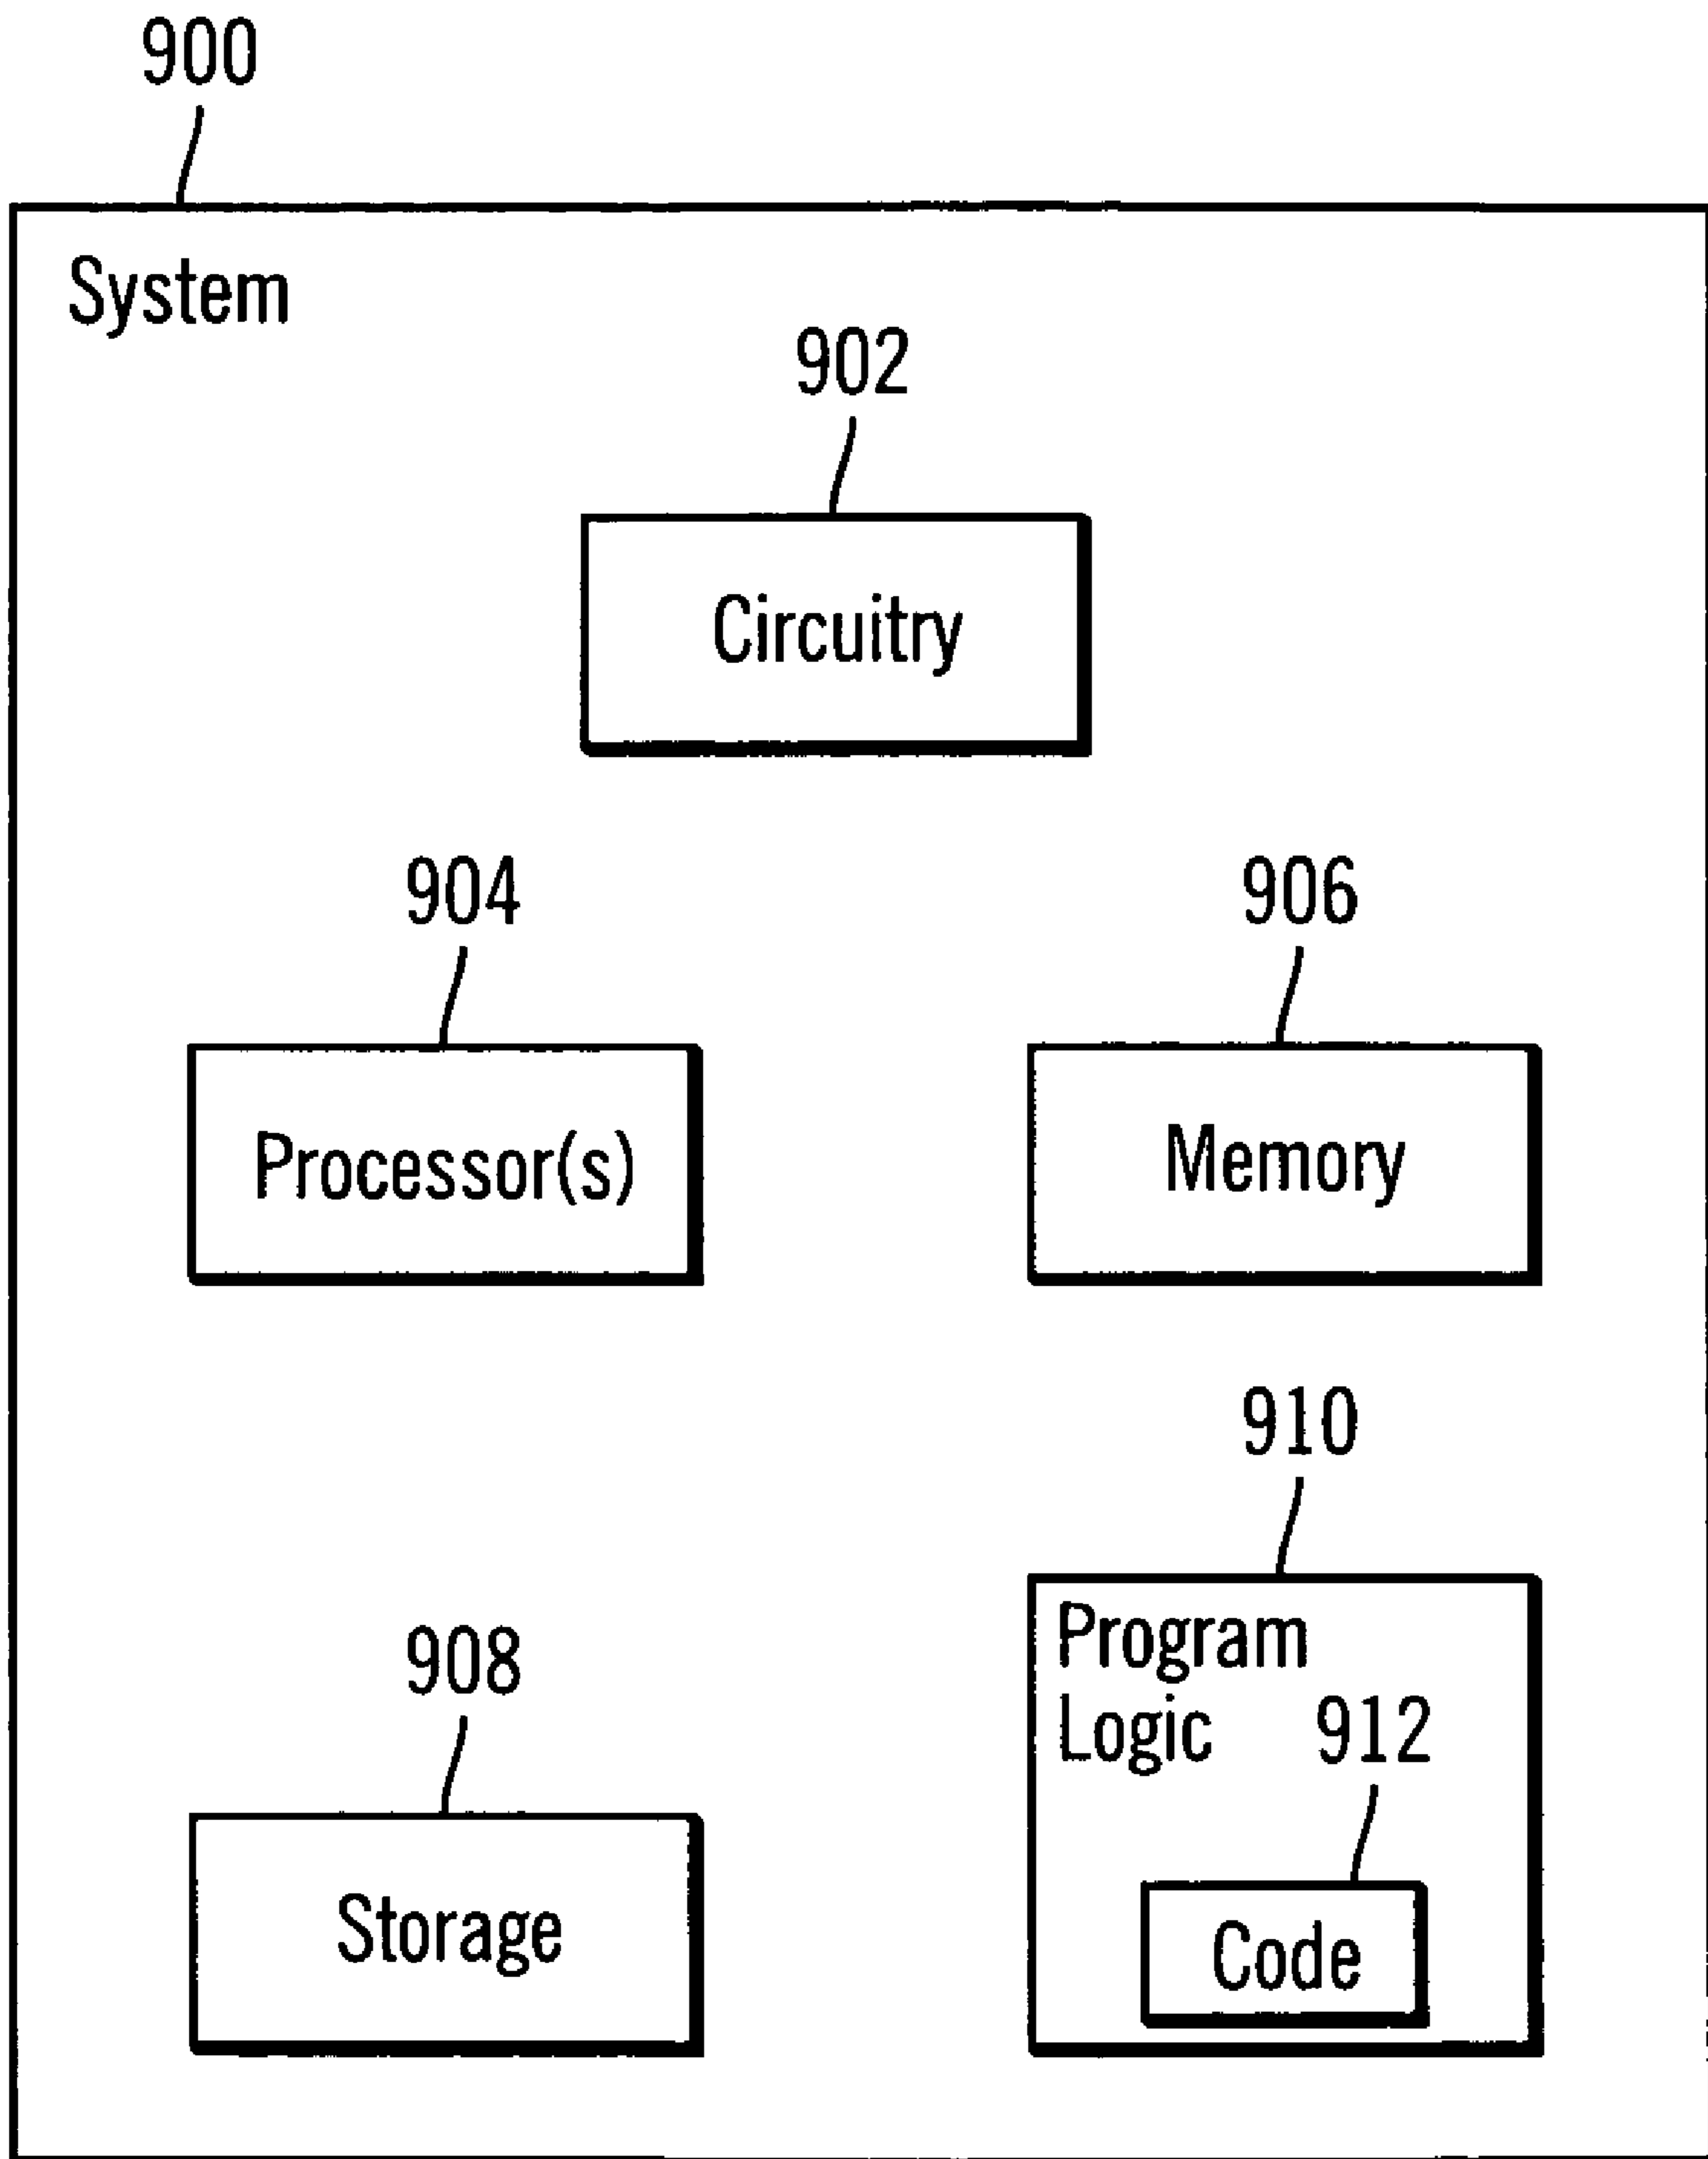 900
System
902
Circuitry
904
906
Processor(s)
Memory
910
Program
908
Logic
912
Storage
Code